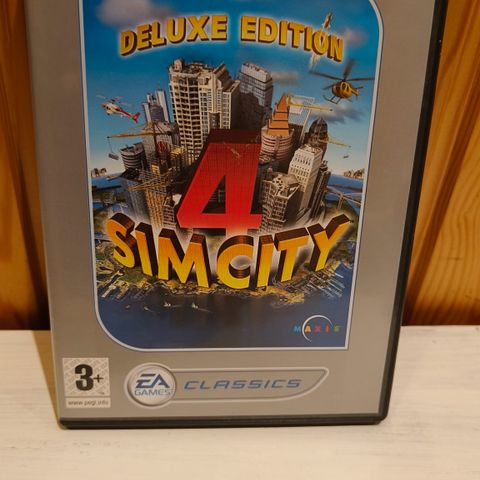 DELUXE EDITION
4
SIMCITY
MAXIS
3+
www.pegi.info
EA
GAMES
CLASSICS